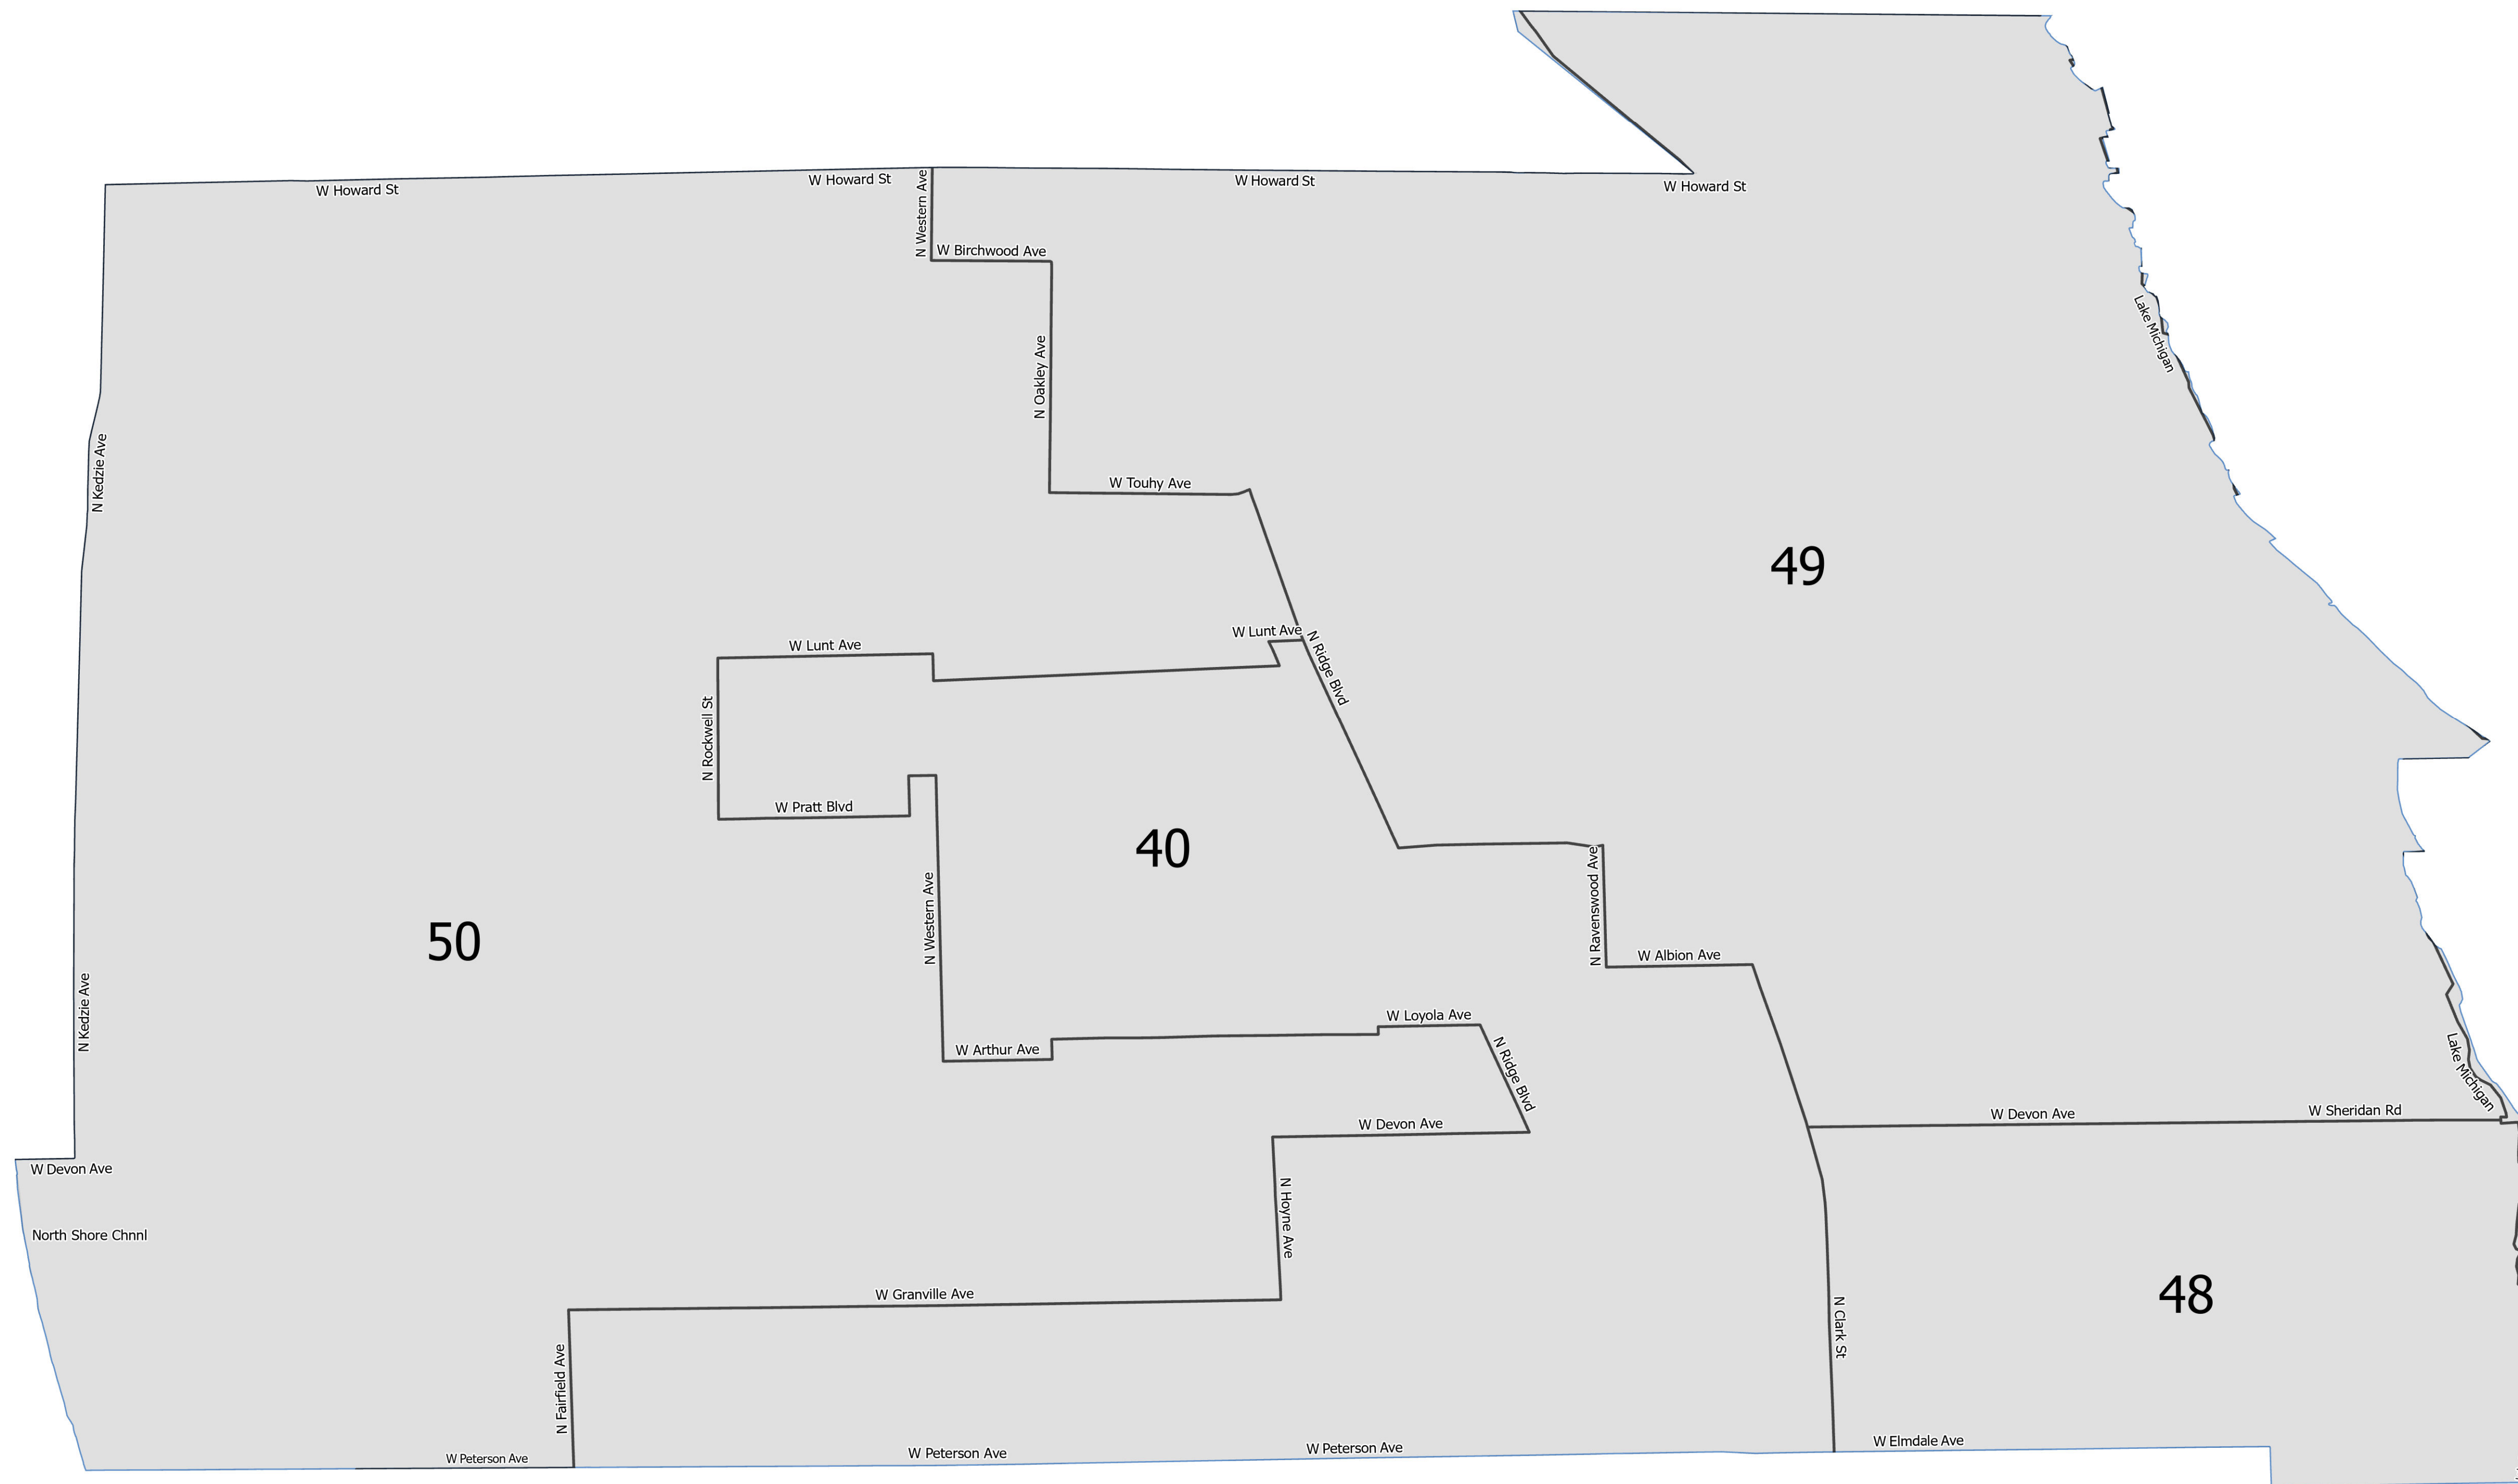 W Howard St
W Howard St
W Howard St
W Howard St
N Western Ave
W Birchwood Ave
N Oakley Ave
Lake Michigan
N Kedzie Ave
W Touhy Ave
49
W Lunt Ave
W Lunt Ave
N Ridge Blvd
N Rockwell St
W Pratt Blvd
40
N Western Ave
N Ravenswood Ave
50
W Albion Ave
N Kedzie Ave
W Loyola Ave
W Arthur Ave
N Ridge Blvd
Lake Michigan
W Devon Ave
W Sheridan Rd
W Devon Ave
W Devon Ave
N Hoyne Ave
North Shore Chnnl
W Granville Ave
48
N Clark St
N Fairfield Ave
W Peterson Ave
W Peterson Ave
W Peterson Ave
W Elmdale Ave